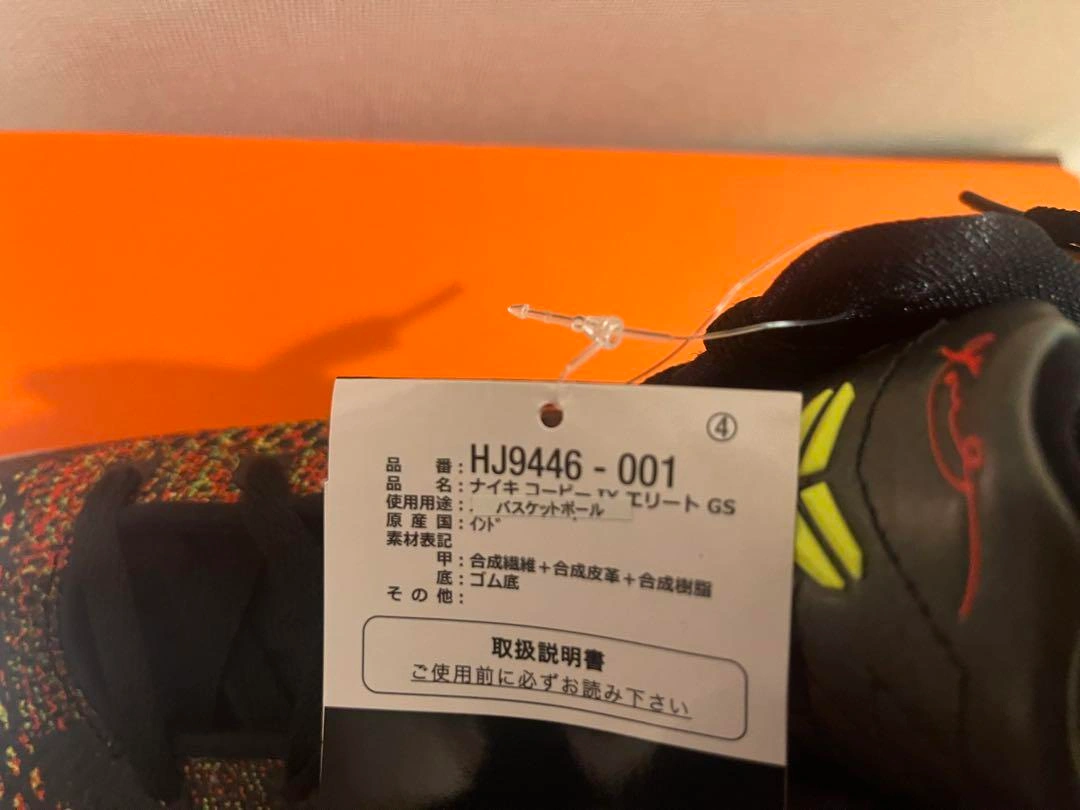 ④
品 番 : HJ9446 - 001
品 名 : ナイキ コービー IV エリート GS
使用用途 : バスケットボール
原 産 国 : インド
素材表記
甲 : 合成繊維+合成皮革+合成樹脂
底 : ゴム底
そ の 他 :
取扱説明書
ご使用前に必ずお読み下さい